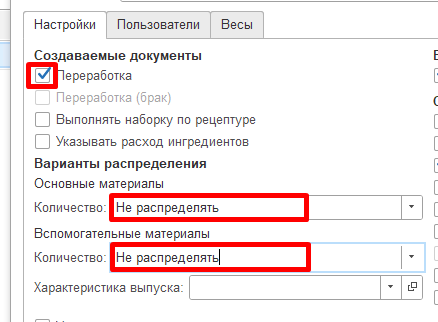 Настройки Пользователи Весы
Создаваемые документы
Переработка
Переработка (брак)
Выполнять наборку по рецептуре
Указывать расход ингредиентов
Варианты распределения
Основные материалы
Количество: Не распределять
Вспомогательные материалы
Количество: Не распределять
Характеристика выпуска: